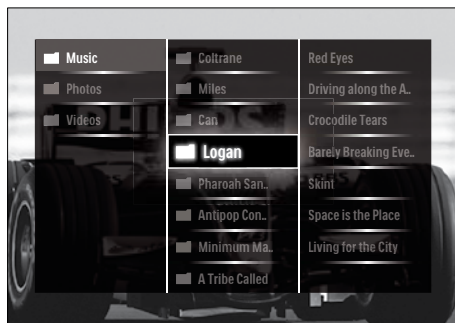 Music
Photos
Videos
Coltrane
Miles
Can
Logan
Pharoah San..
Antipop Con..
Minimum Ma..
A Tribe Called
Red Eyes
Driving along the A..
Crocodile Tears
Barely Breaking Eve..
Skint
Space is the Place
Living for the City